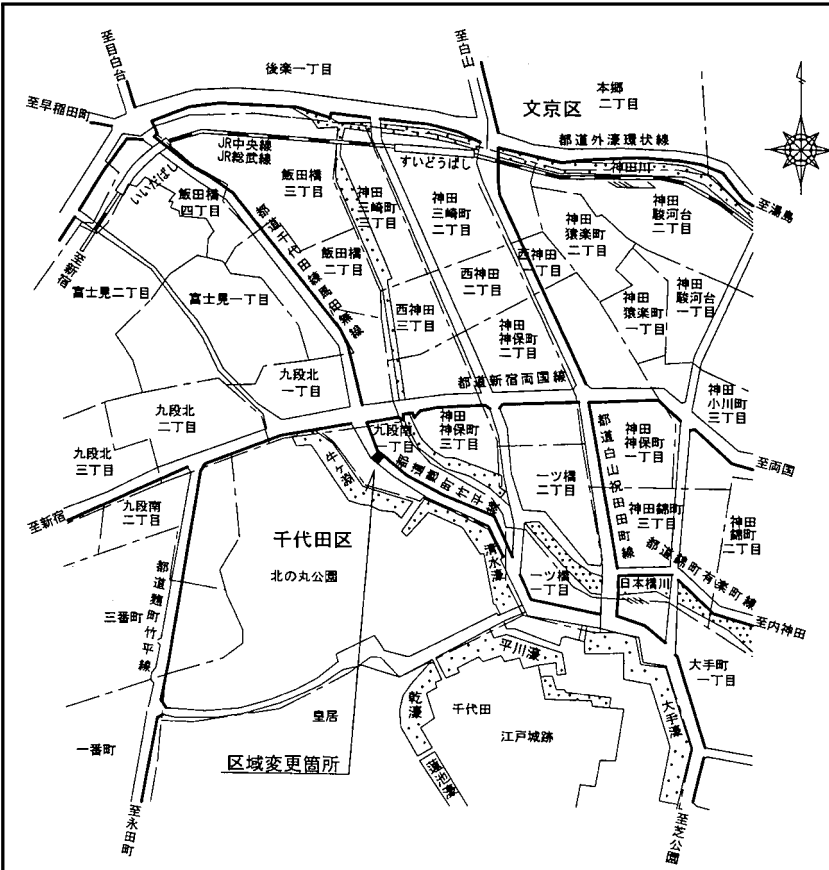 至目白台
至白山
後楽一丁目
本郷
二丁目
文京区
至早稲田町
都道外濠環状線
JR中央線
JR総武線
すいどうばし
神田川
いいだばし
飯田橋
四丁目
飯田橋
三丁目
神田
三崎町
三丁目
神田
三崎町
二丁目
神田
猿楽町
二丁目
神田
駿河台
二丁目
至湯島
至新宿
都道千代田練馬田無線
飯田橋
二丁目
西神田
二丁目
西神田
一丁目
富士見二丁目
富士見一丁目
西神田
三丁目
神田
神保町
二丁目
神田
猿楽町
一丁目
神田
駿河台
一丁目
九段北
一丁目
都道新宿両国線
神田
小川町
三丁目
九段北
二丁目
九段北
三丁目
九段南
一丁目
神田
神保町
三丁目
都道白山祝田田町線
神田
神保町
一丁目
至両国
牛ヶ淵
一ツ橋
二丁目
至新宿
九段南
二丁目
神田錦町
三丁目
神田
錦町
二丁目
千代田区
北の丸公園
清水濠
都道錦町有楽町線
都道麹町竹平線
三番町
一ツ橋
一丁目
日本橋川
至内神田
平川濠
大手町
一丁目
乾濠
千代田
皇居
江戸城跡
大手濠
一番町
区域変更箇所
蓮池濠
至永田町
至芝公園